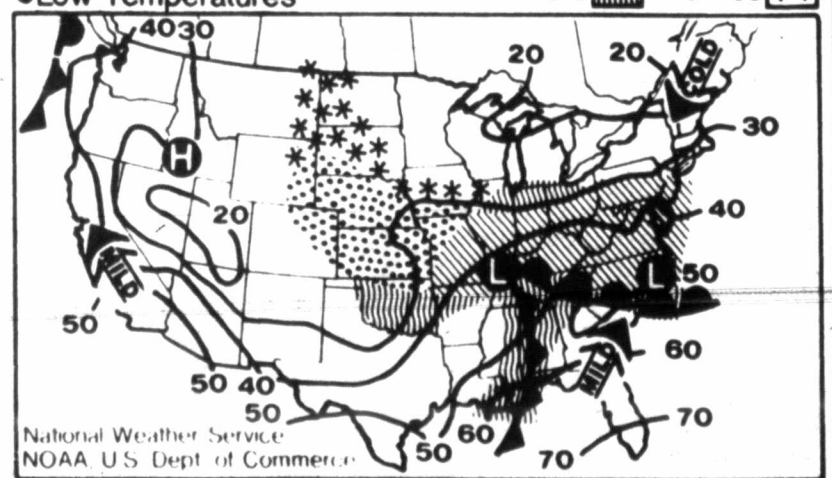 Low Temperatures
40 30
20
20
COLD
30
H
20
40
MILD
L
L
50
50
60
MILD
50 40
50
60
50
70
70
National Weather Service
NOAA, U.S. Dept. of Commerce